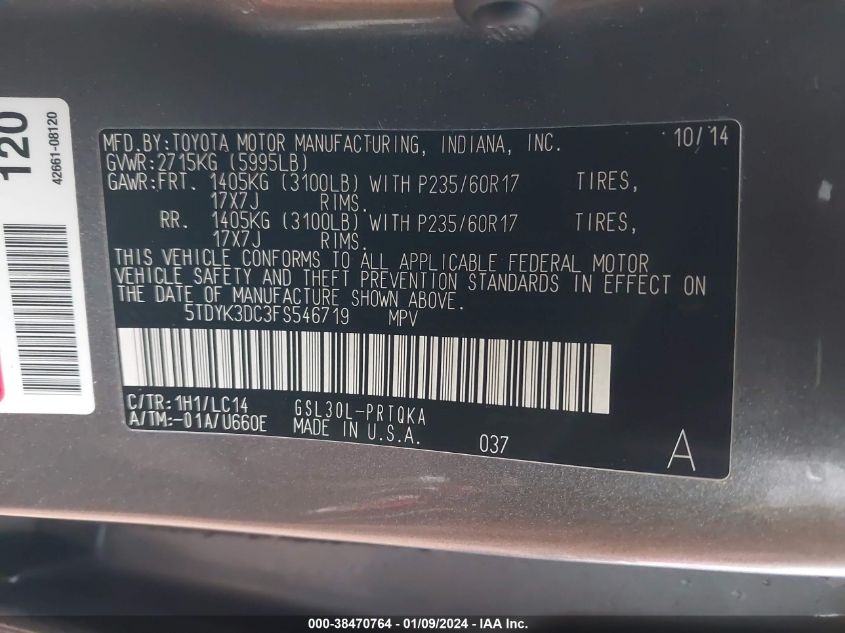 120
42661-08120
MFD.BY:TOYOTA MOTOR MANUFACTURING, INDIANA, INC. 10/14
GVWR:2715KG (5995LB)
GAWR:FRT. 1405KG (3100LB) WITH P235/60R17 TIRES,
17X7J RIMS.
RR. 1405KG (3100LB) WITH P235/60R17 TIRES,
17X7J RIMS.
THIS VEHICLE CONFORMS TO ALL APPLICABLE FEDERAL MOTOR
VEHICLE SAFETY AND THEFT PREVENTION STANDARDS IN EFFECT ON
THE DATE OF MANUFACTURE SHOWN ABOVE.
5TDYK3DC3FS546719 MPV
C/TR:1H1/LC14 GSL30L-PRTQKA
A/TM:-01A/U660E MADE IN U.S.A. 037 A
000-38470764 - 01/09/2024 - IAA Inc.